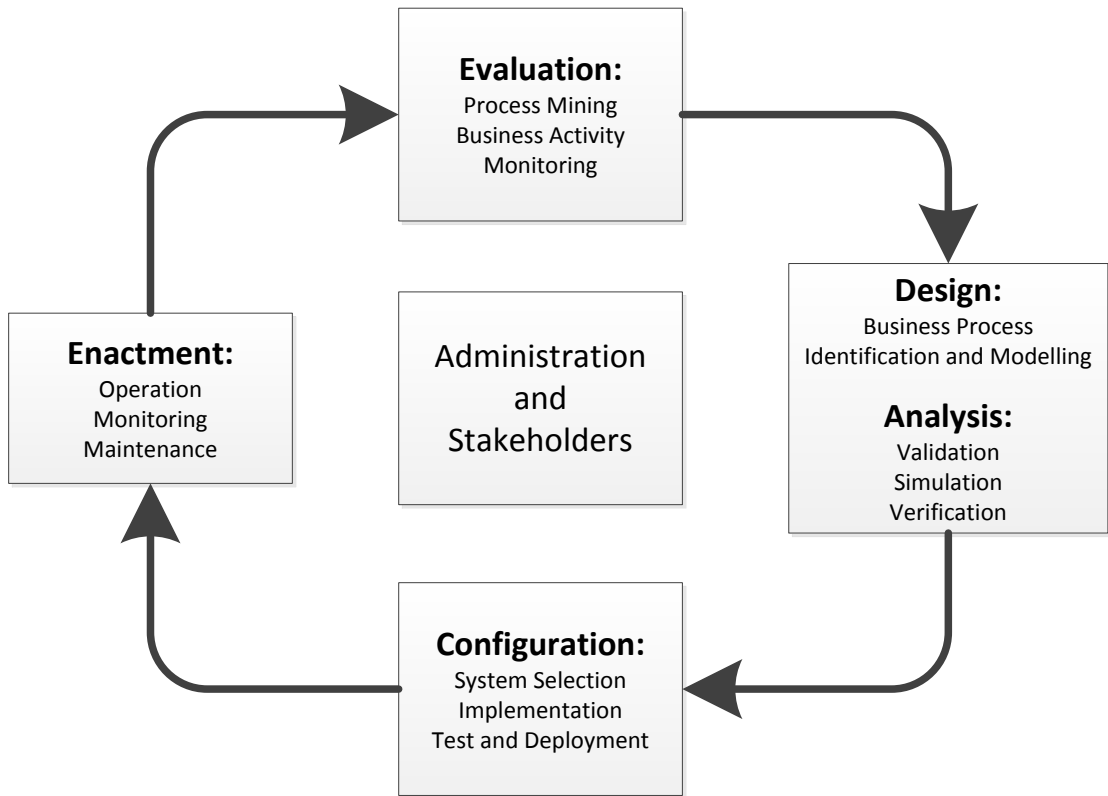 Evaluation:
Process Mining
Business Activity
Monitoring
Design:
Business Process
Identification and Modelling
Analysis:
Validation
Simulation
Verification
Configuration:
System Selection
Implementation
Test and Deployment
Enactment:
Operation
Monitoring
Maintenance
Administration
and
Stakeholders